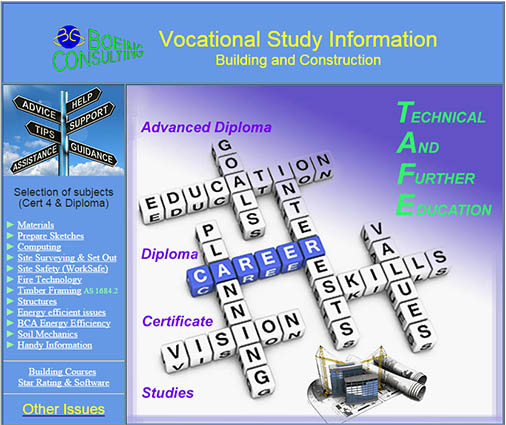 BC BOEING
CONSULTING
Vocational Study Information
Building and Construction
HELP
ADVICE
SUPPORT
TIPS
GUIDANCE
ASSISTANCE
Selection of subjects
(Cert 4 & Diploma)
Materials
Prepare Sketches
Computing
Site Surveying & Set Out
Site Safety (WorkSafe)
Fire Technology
Timber Framing AS 1684.2
Structures
Energy efficient issues
BCA Energy Efficiency
Soil Mechanics
Handy Information
Building Courses
Star Rating & Software
Other Issues
Advanced Diploma
Diploma
Certificate
Studies
TECHNICAL
AND
FURTHER
EDUCATION
GOALS
EDUCATION
INTERESTS
PLANNING
CAREER
SKILLS
VALUES
VISION